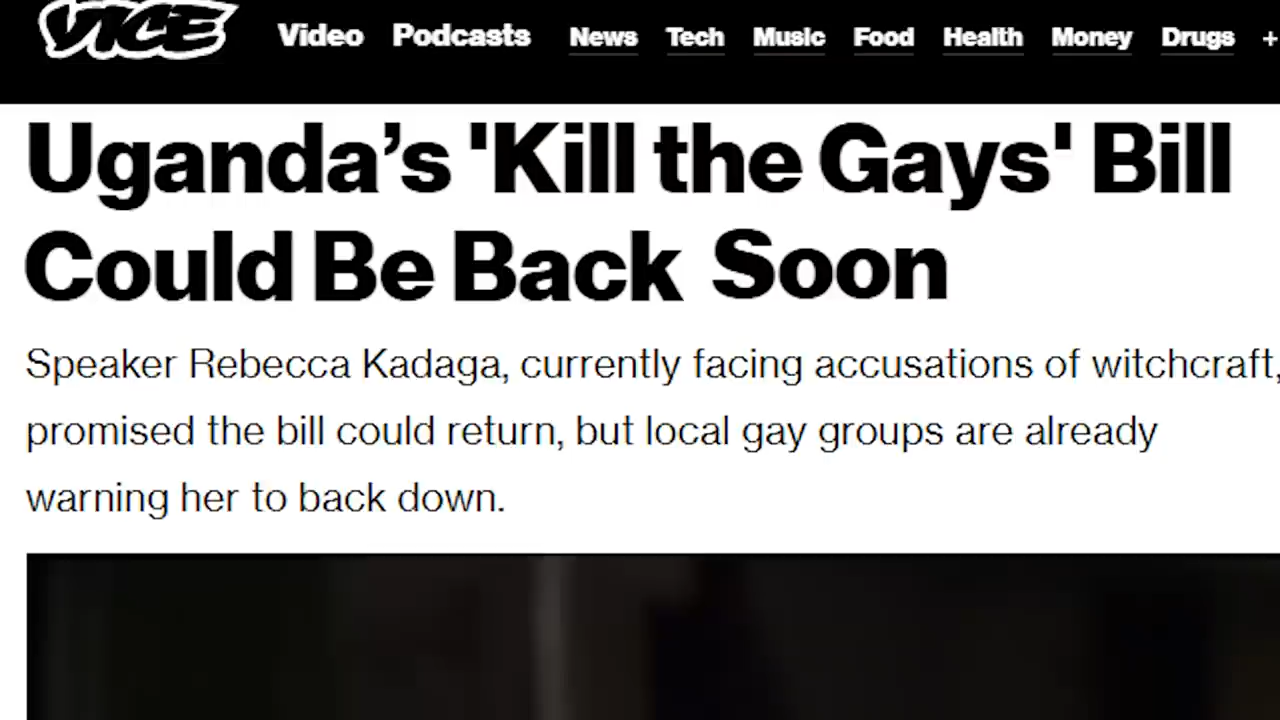 VICE Video Podcasts News Tech Music Food Health Money Drugs +
Uganda’s 'Kill the Gays' Bill
Could Be Back Soon
Speaker Rebecca Kadaga, currently facing accusations of witchcraft,
promised the bill could return, but local gay groups are already
warning her to back down.